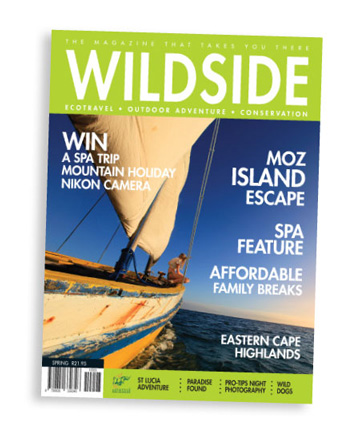 THE MAGAZINE THAT TAKES YOU THERE
WILDSIDE
ECOTRAVEL • OUTDOOR ADVENTURE • CONSERVATION
WIN
A SPA TRIP
MOUNTAIN HOLIDAY
NIKON CAMERA
MOZ
ISLAND
ESCAPE
SPA
FEATURE
AFFORDABLE
FAMILY BREAKS
EASTERN CAPE
HIGHLANDS
SPRING R21.95
ST LUCIA
ADVENTURE
PARADISE
FOUND
PRO-TIPS NIGHT
PHOTOGRAPHY
WILD
DOGS